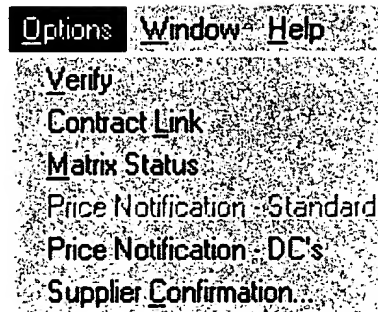 Options Window Help
Verify
Contract Link
Matrix Status
Price Notification - Standard
Price Notification - DC's
Supplier Confirmation...